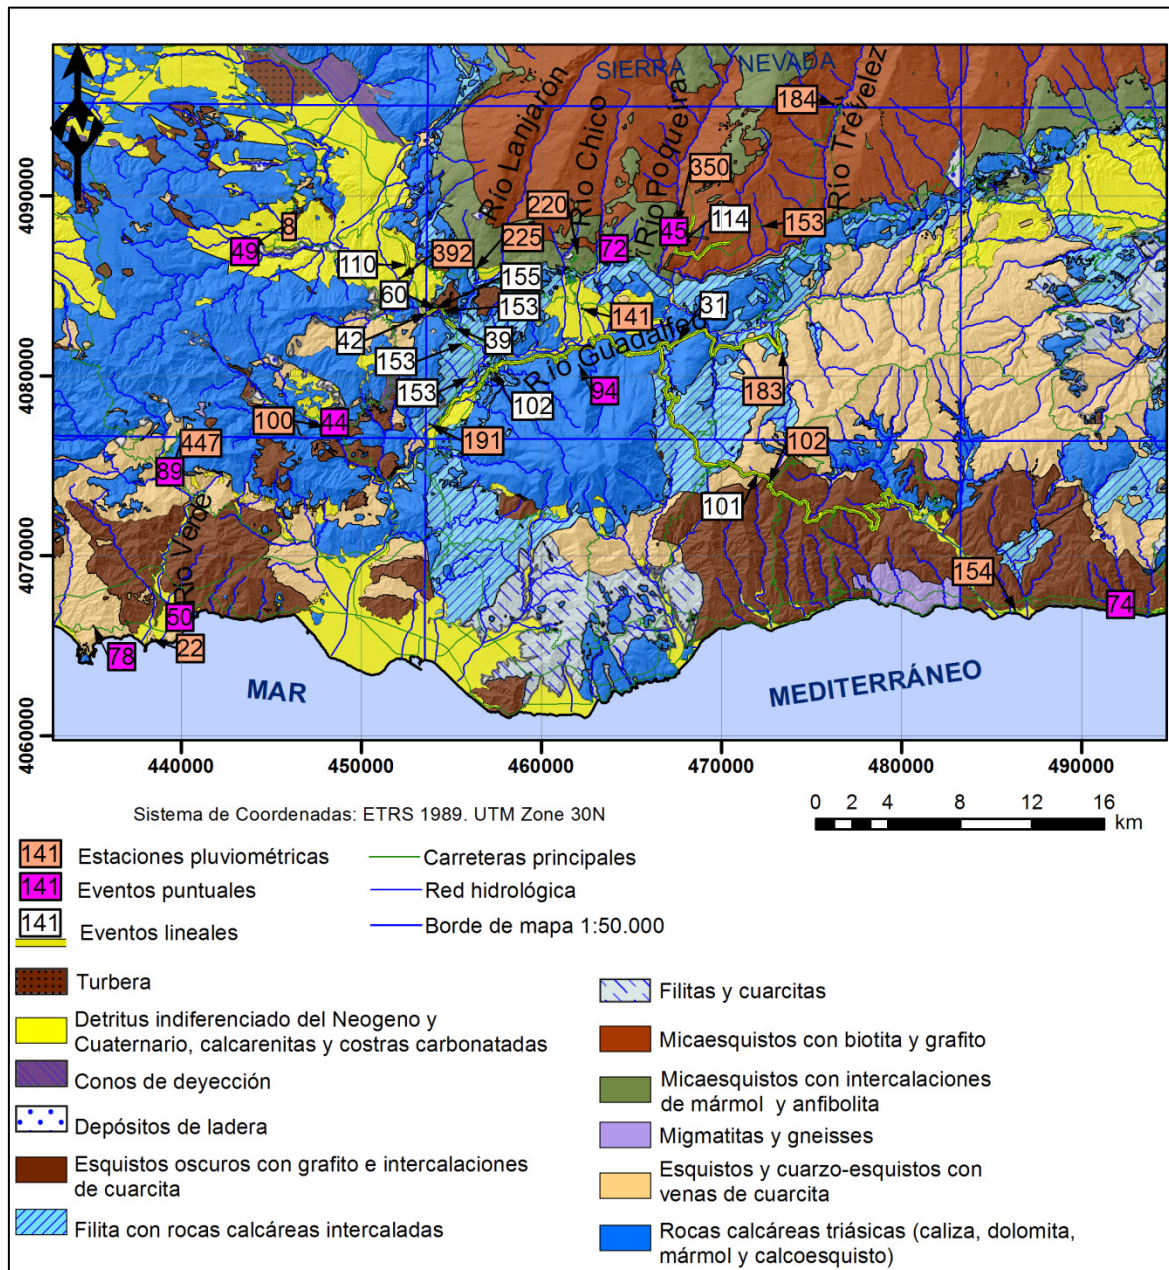 SIERRA NEVADA
Río Lanjarón
Río Chico
Río Poqueira
Río Trévelez
184
350
220
114
153
45
72
225
8
49
392
110
155
60
153
141
31
42
39
153
Río Guadalfeo
153
102
94
183
100
44
191
102
447
89
101
Río Verde
154
50
74
78
22
MAR
MEDITERRÁNEO
N
4090000
4080000
4070000
4060000
440000
450000
460000
470000
480000
490000
Sistema de Coordenadas: ETRS 1989. UTM Zone 30N
0 2 4 8 12 16
km
141 Estaciones pluviométricas
141 Eventos puntuales
141 Eventos lineales
Carreteras principales
Red hidrológica
Borde de mapa 1:50.000
Turbera
Detritus indiferenciado del Neogeno y
Cuaternario, calcarenitas y costras carbonatadas
Conos de deyección
Depósitos de ladera
Esquistos oscuros con grafito e intercalaciones
de cuarcita
Filita con rocas calcáreas intercaladas
Filitas y cuarcitas
Micaesquistos con biotita y grafito
Micaesquistos con intercalaciones
de mármol y anfibolita
Migmatitas y gneisses
Esquistos y cuarzo-esquistos con
venas de cuarcita
Rocas calcáreas triásicas (caliza, dolomita,
mármol y calcoesquisto)